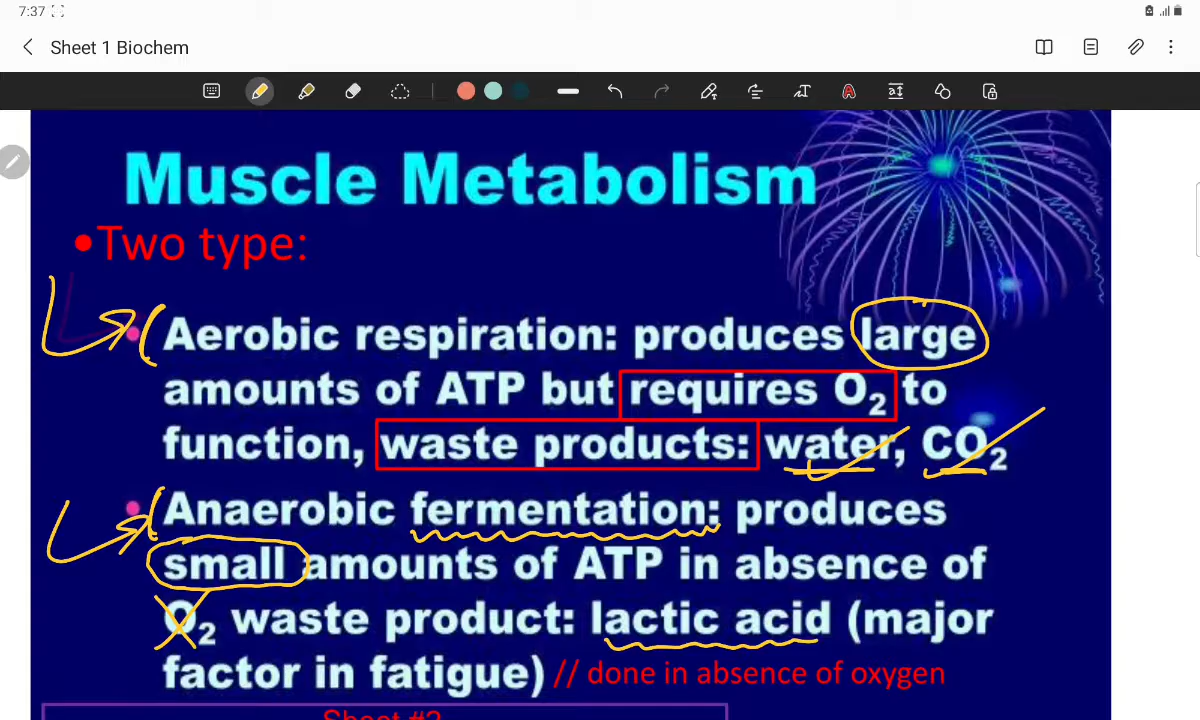 7:37
Sheet 1 Biochem
Muscle Metabolism
•Two type:
• Aerobic respiration: produces large
amounts of ATP but requires O₂ to
function, waste products: water, CO₂
• Anaerobic fermentation: produces
small amounts of ATP in absence of
O₂ waste product: lactic acid (major
factor in fatigue) // done in absence of oxygen
Sheet #2